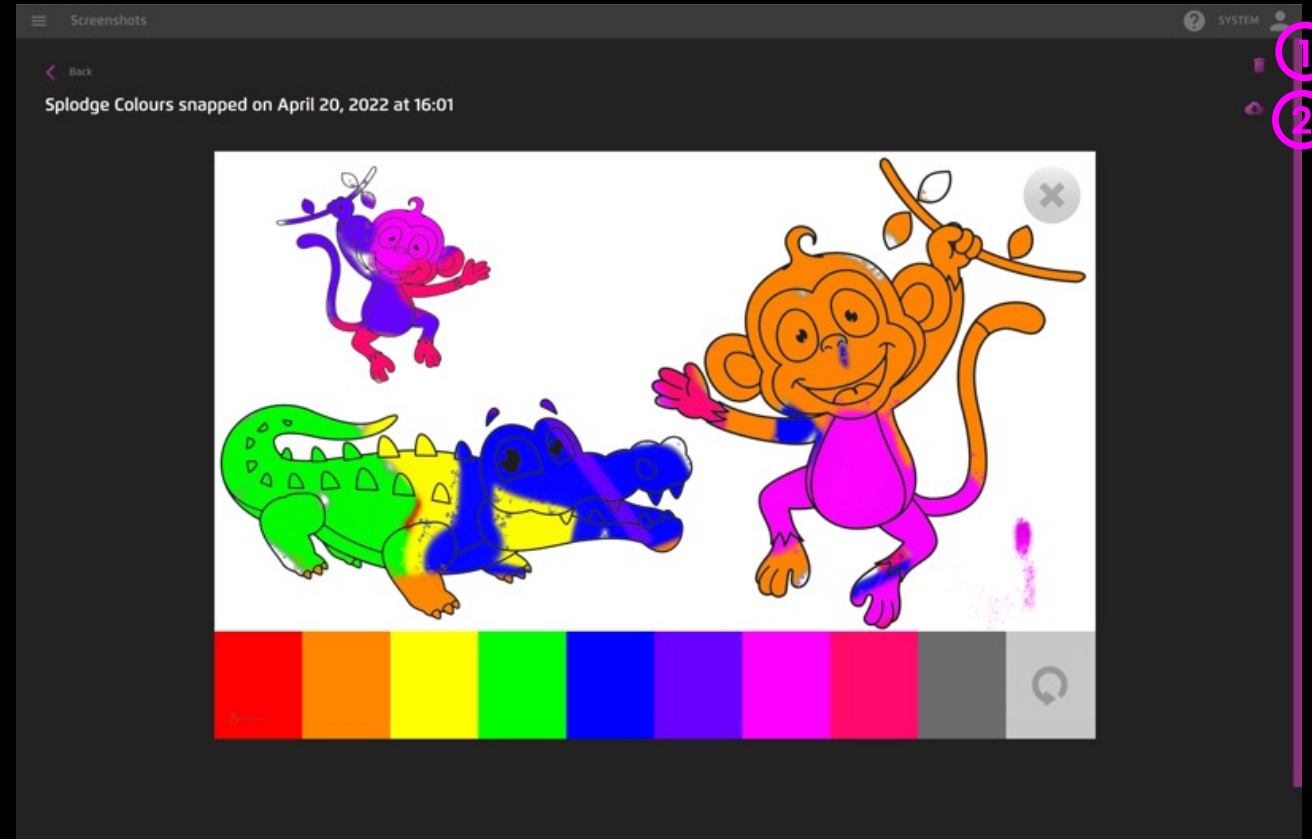 Screenshots
SYSTEM
1
Back
2
Splodge Colours snapped on April 20, 2022 at 16:01